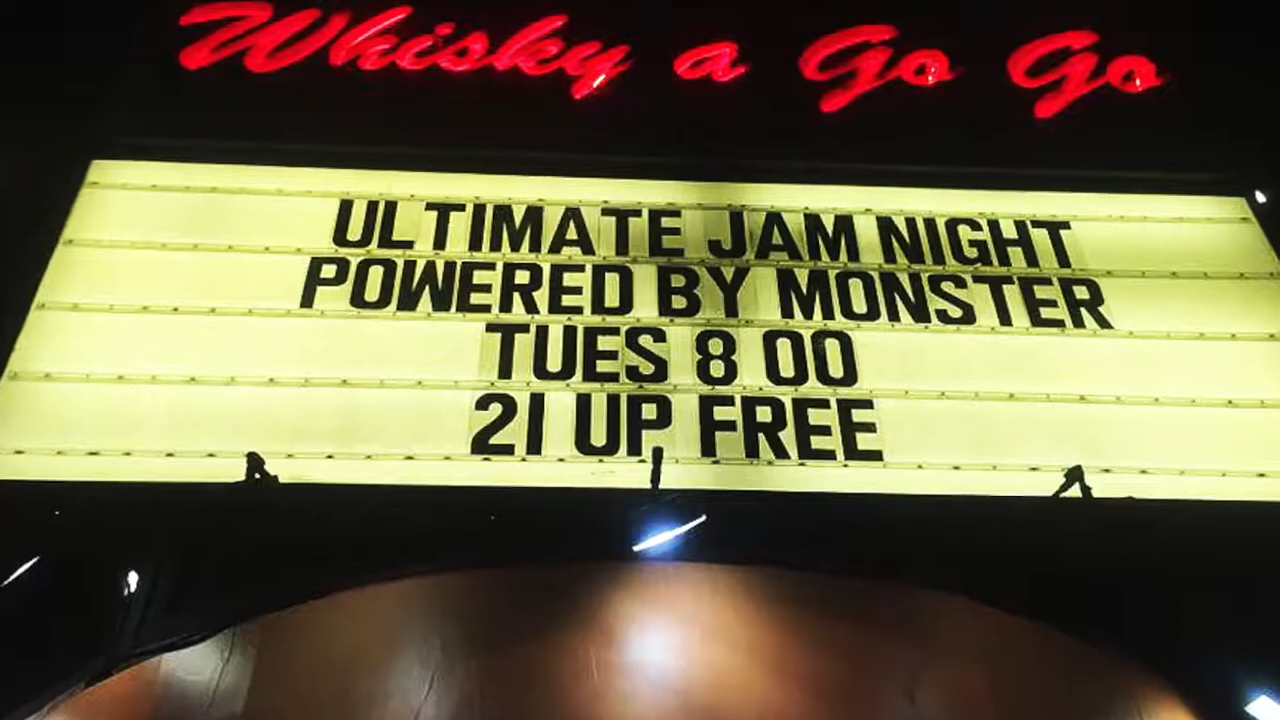 Whisky a Go Go
ULTIMATE JAM NIGHT
POWERED BY MONSTER
TUES 8 00
21 UP FREE